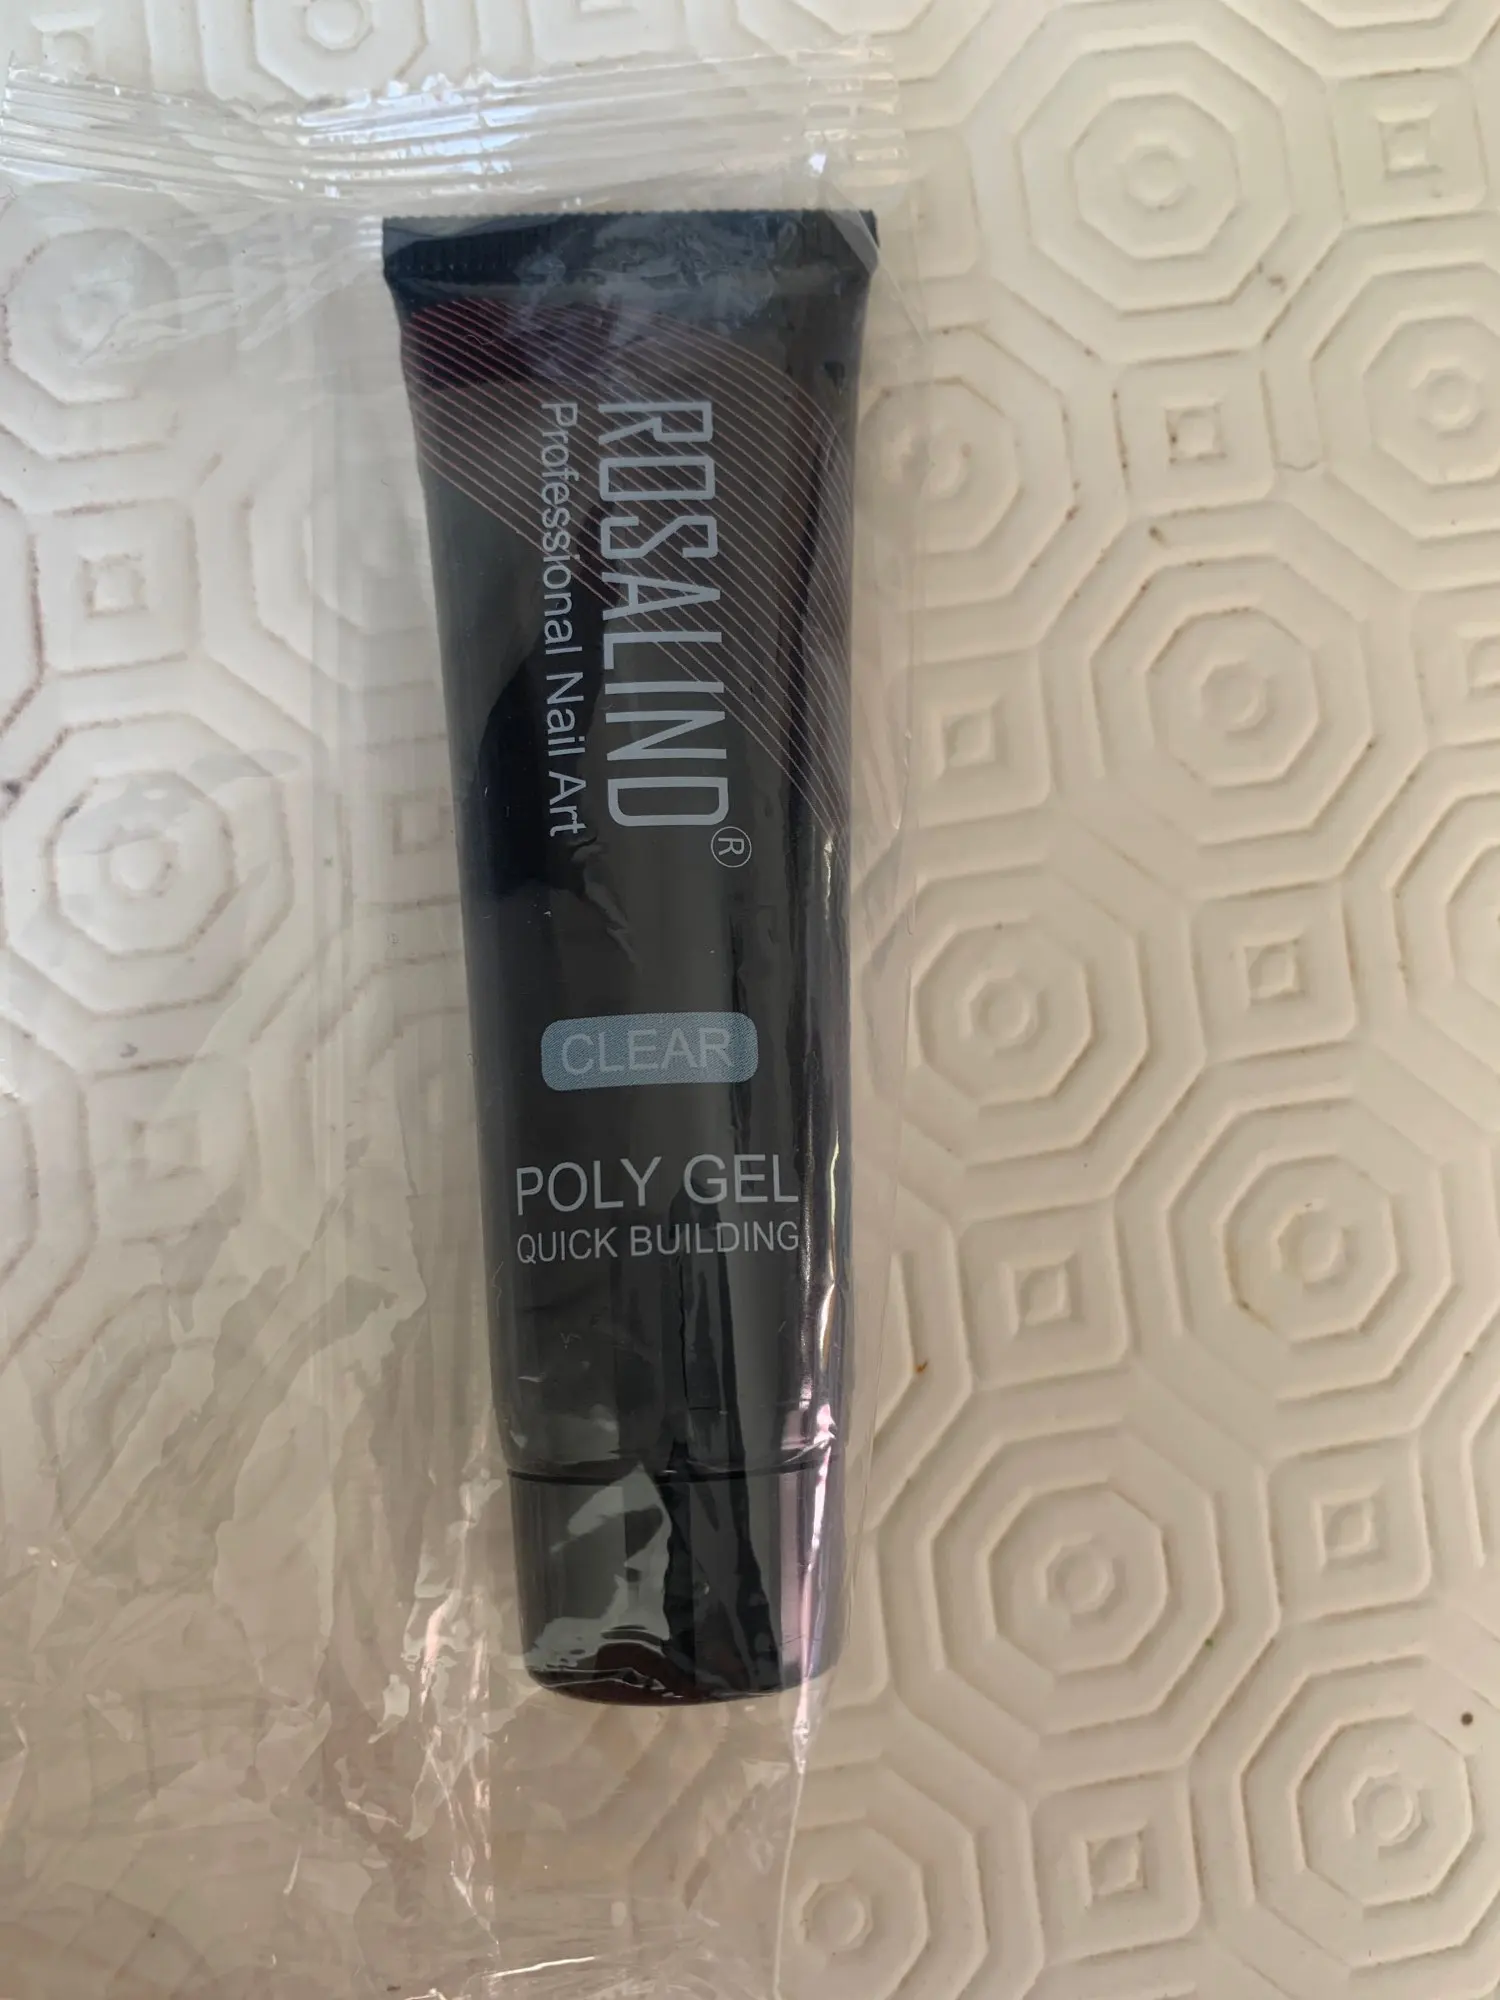 ROSALIND®
Professional Nail Art
CLEAR
POLY GEL
QUICK BUILDING